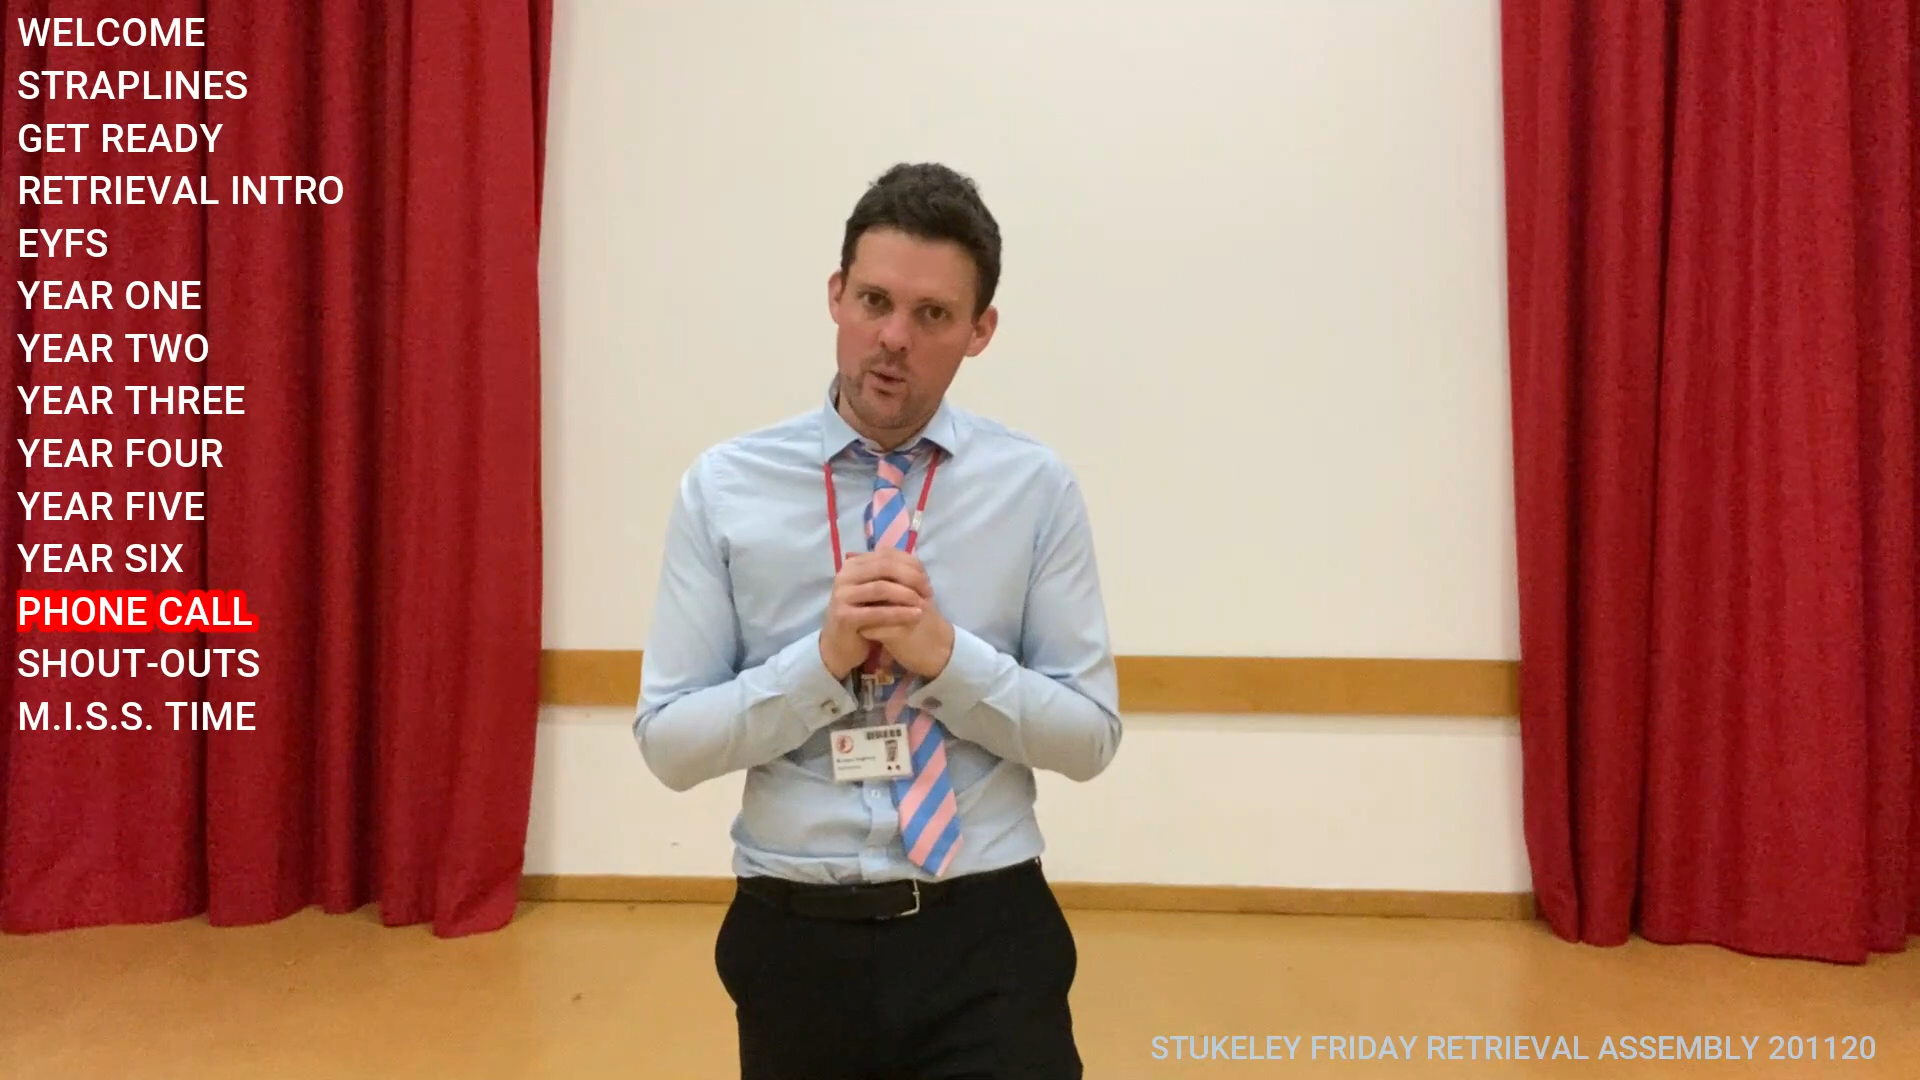 WELCOME
STRAPLINES
GET READY
RETRIEVAL INTRO
EYFS
YEAR ONE
YEAR TWO
YEAR THREE
YEAR FOUR
YEAR FIVE
YEAR SIX
PHONE CALL
SHOUT-OUTS
M.I.S.S. TIME
STUKELEY FRIDAY RETRIEVAL ASSEMBLY 201120